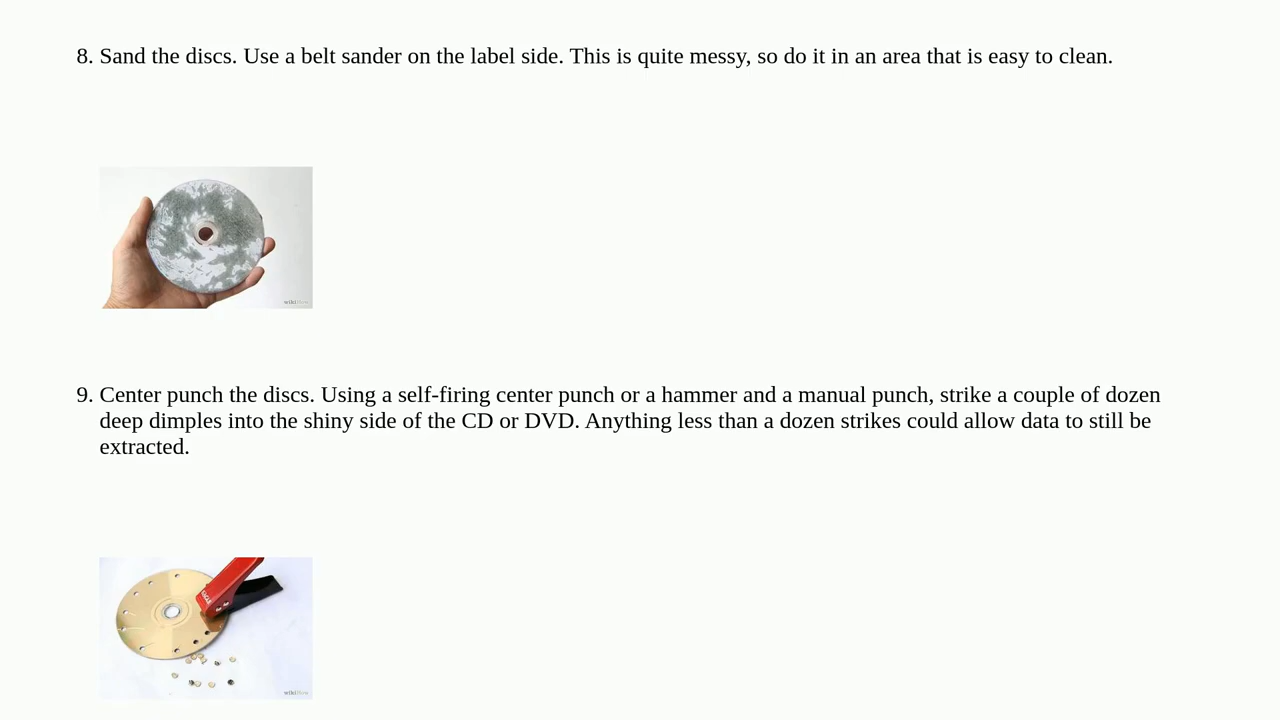 8. Sand the discs. Use a belt sander on the label side. This is quite messy, so do it in an area that is easy to clean.
wikiHow
9. Center punch the discs. Using a self-firing center punch or a hammer and a manual punch, strike a couple of dozen
deep dimples into the shiny side of the CD or DVD. Anything less than a dozen strikes could allow data to still be
extracted.
wikiHow